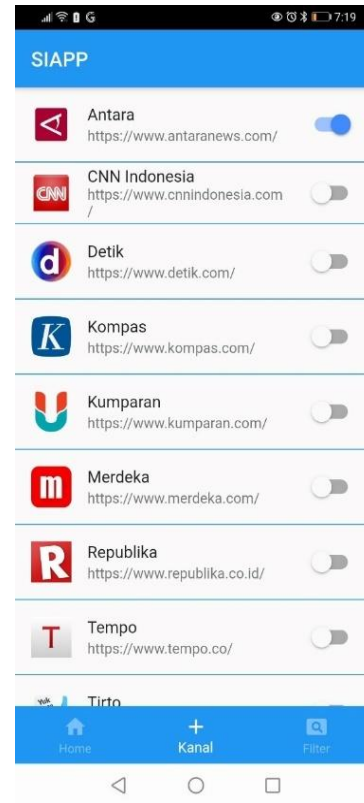 G 7:19
SIAPP
Antara
https://www.antaranews.com/
CNN
CNN Indonesia
https://www.cnnindonesia.com
/
d
Detik
https://www.detik.com/
K
Kompas
https://www.kompas.com/
Kumparan
https://www.kumparan.com/
m
Merdeka
https://www.merdeka.com/
R
Republika
https://www.republika.co.id/
T
Tempo
https://www.tempo.co/
Yuk
Tirto
Home
Kanal
Filter